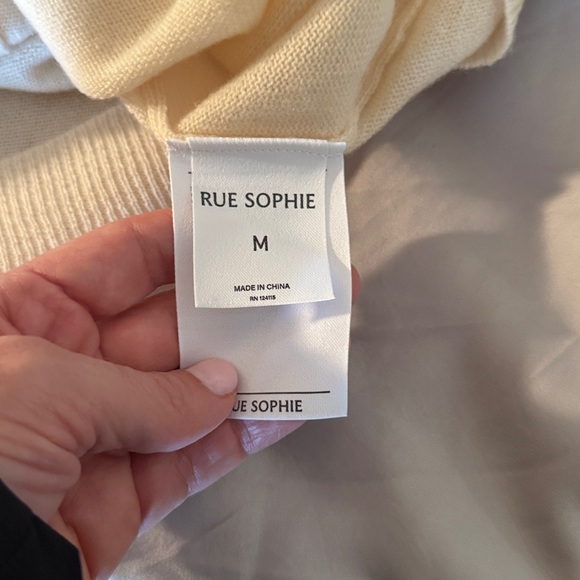 RUE SOPHIE
M
MADE IN CHINA
RN 124115
UE SOPHIE